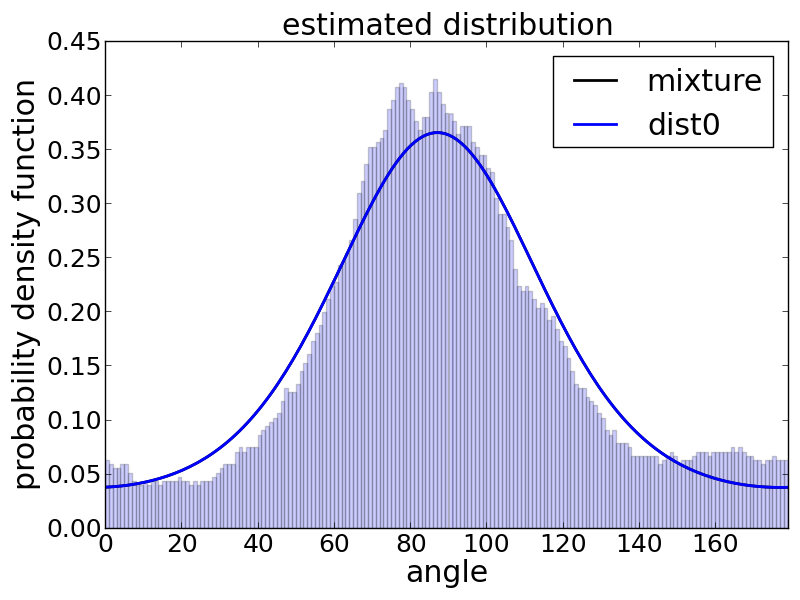 estimated distribution
probability density function
0.45
0.40
0.35
0.30
0.25
0.20
0.15
0.10
0.05
0.00
mixture
dist0
0 20 40 60 80 100 120 140 160
angle